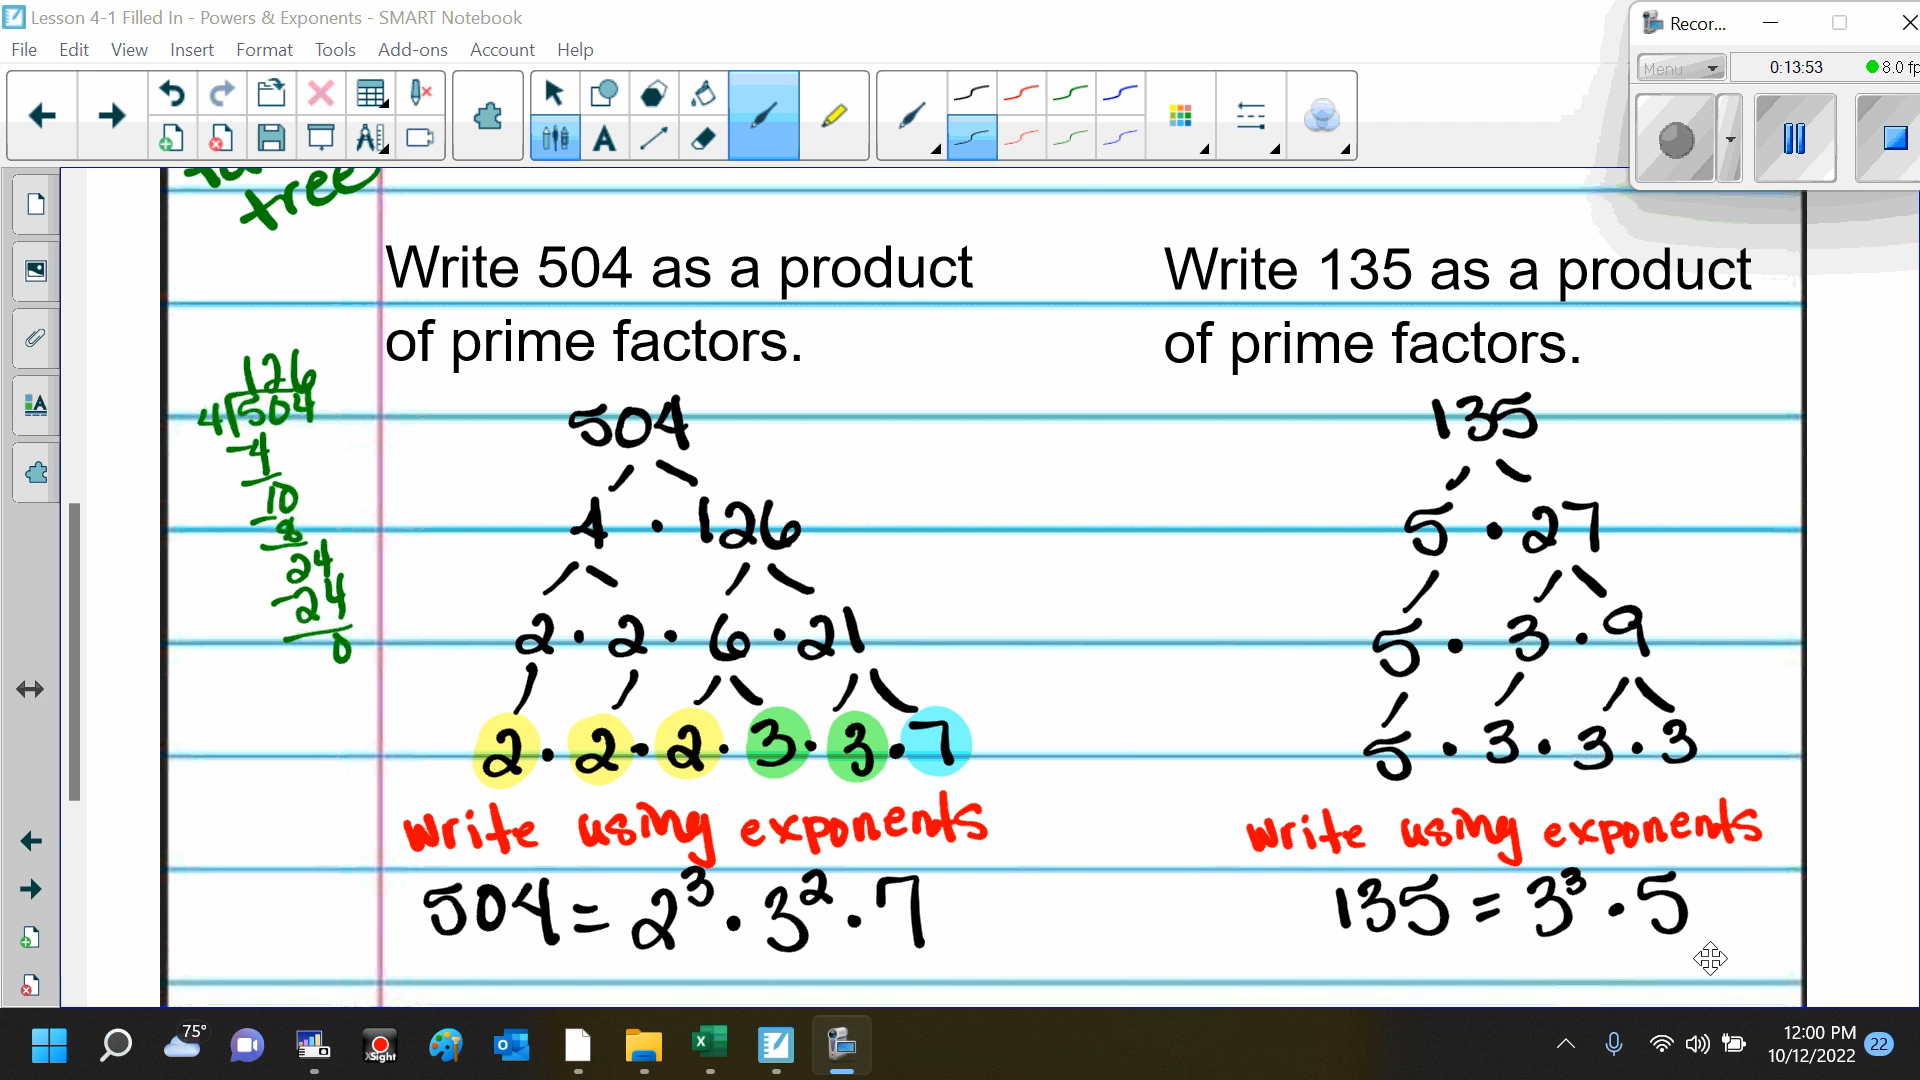 Lesson 4-1 Filled In - Powers & Exponents - SMART Notebook
File Edit View Insert Format Tools Add-ons Account Help
Recor...
Menu 0:13:53 8.0 fp
tree
Write 504 as a product
of prime factors.
126
4 504
-4
10
-8
24
-24
0
504
4 · 126
2 · 2 · 6 · 21
2 · 2 · 2 · 3 · 3 · 7
write using exponents
504 = 2³ · 3² · 7
Write 135 as a product
of prime factors.
135
5 · 27
5 · 3 · 9
5 · 3 · 3 · 3
write using exponents
135 = 3³ · 5
75°
XSight
12:00 PM
10/12/2022
22